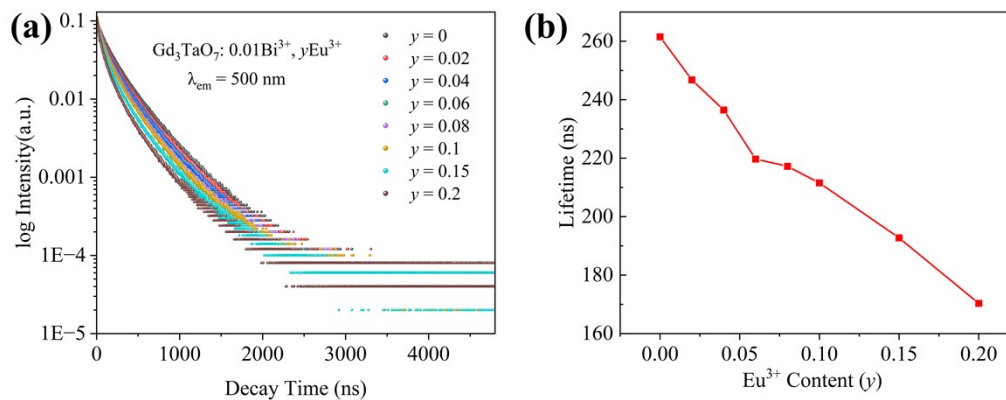 (a)
Gd₃TaO₇: 0.01Bi³⁺, yEu³⁺
λem = 500 nm
y = 0
y = 0.02
y = 0.04
y = 0.06
y = 0.08
y = 0.1
y = 0.15
y = 0.2
log Intensity(a.u.)
0.1
0.01
0.001
1E−4
1E−5
0
1000
2000
3000
4000
Decay Time (ns)
(b)
Lifetime (ns)
260
240
220
200
180
160
0.00
0.05
0.10
0.15
0.20
Eu³⁺ Content (y)